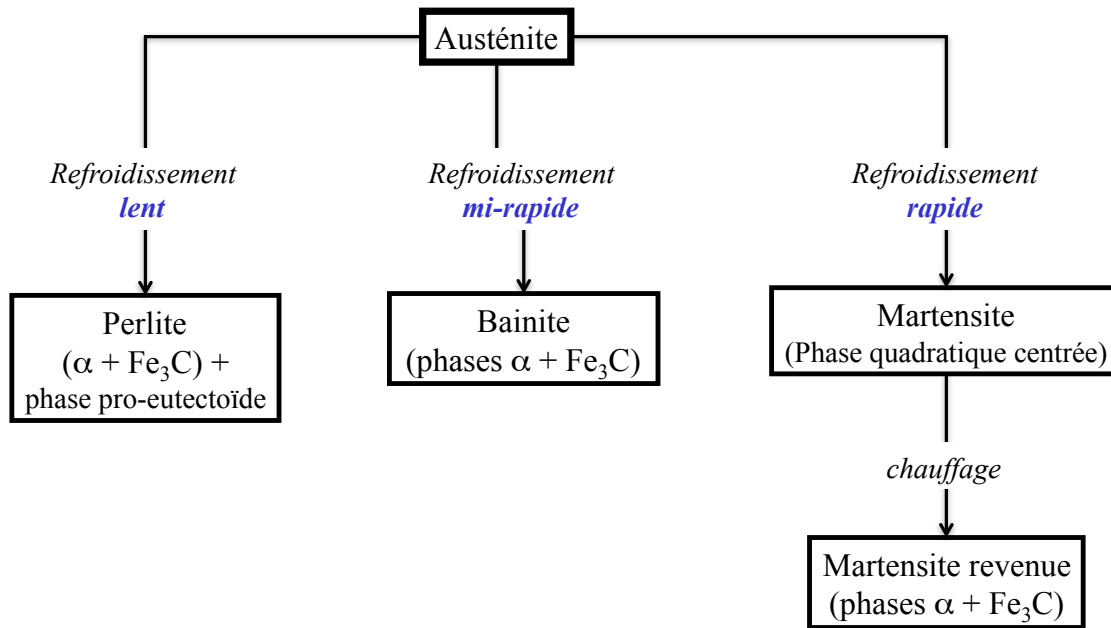 Austénite
Refroidissement
lent
Refroidissement
mi-rapide
Refroidissement
rapide
Perlite
(α + Fe₃C) +
phase pro-eutectoïde
Bainite
(phases α + Fe₃C)
Martensite
(Phase quadratique centrée)
chauffage
Martensite revenue
(phases α + Fe₃C)